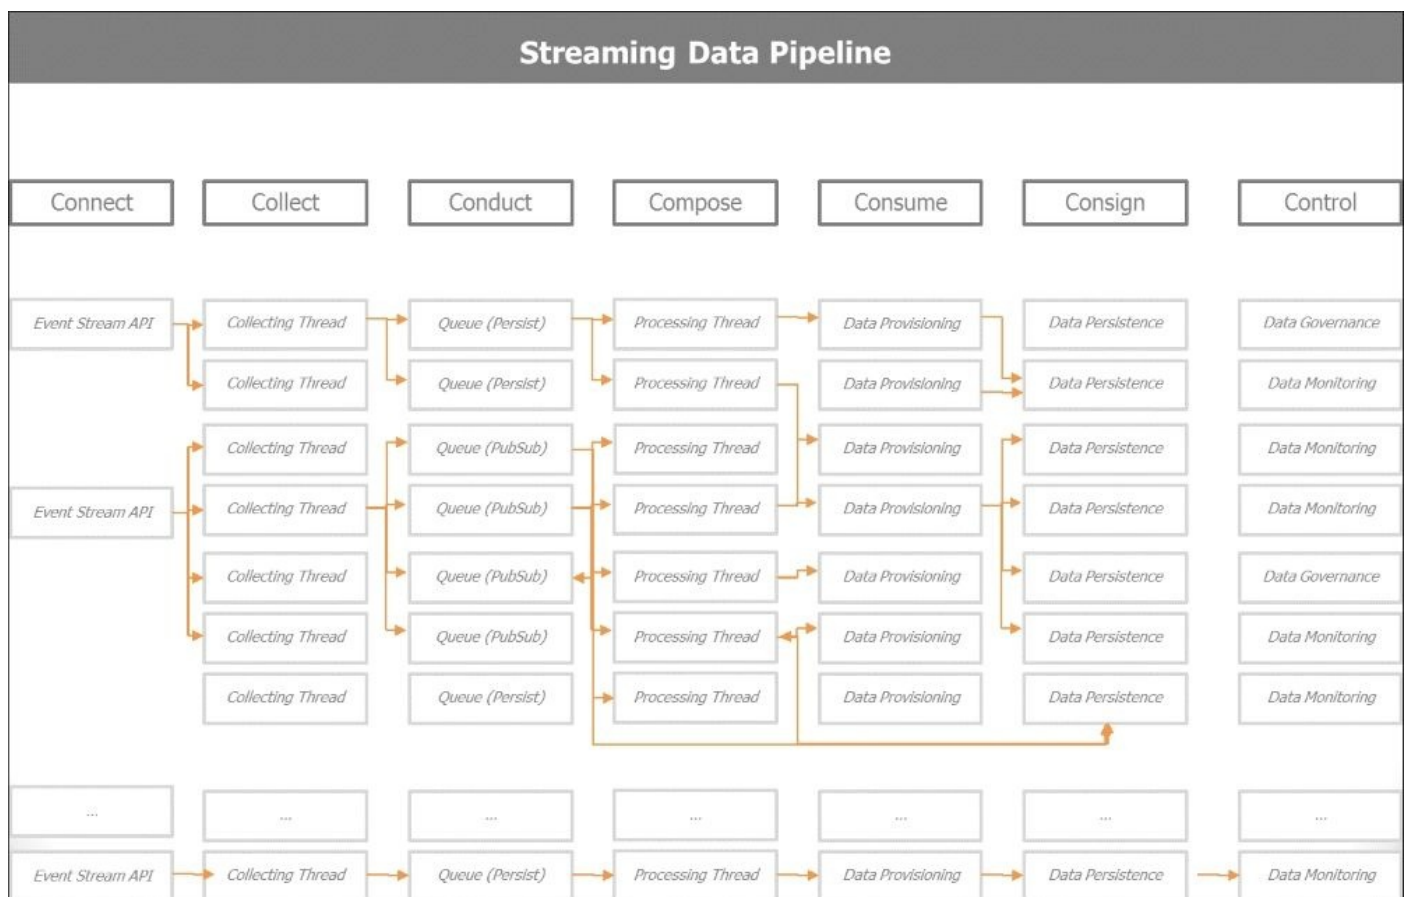 Streaming Data Pipeline
Connect Collect Conduct Compose Consume Consign Control
Event Stream API Collecting Thread Queue (Persist) Processing Thread Data Provisioning Data Persistence Data Governance
Collecting Thread Queue (Persist) Processing Thread Data Provisioning Data Persistence Data Monitoring
Collecting Thread Queue (PubSub) Processing Thread Data Provisioning Data Persistence Data Monitoring
Event Stream API Collecting Thread Queue (PubSub) Processing Thread Data Provisioning Data Persistence Data Monitoring
Collecting Thread Queue (PubSub) Processing Thread Data Provisioning Data Persistence Data Governance
Collecting Thread Queue (PubSub) Processing Thread Data Provisioning Data Persistence Data Monitoring
Collecting Thread Queue (Persist) Processing Thread Data Provisioning Data Persistence Data Monitoring
... ... ... ... ... ... ...
Event Stream API Collecting Thread Queue (Persist) Processing Thread Data Provisioning Data Persistence Data Monitoring